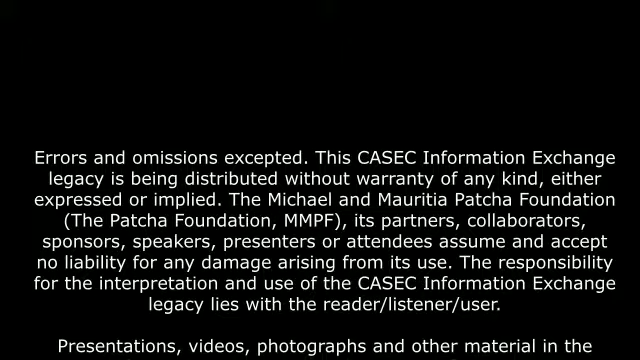 Errors and omissions excepted. This CASEC Information Exchange
legacy is being distributed without warranty of any kind, either
expressed or implied. The Michael and Mauritia Patcha Foundation
(The Patcha Foundation, MMPF), its partners, collaborators,
sponsors, speakers, presenters or attendees assume and accept
no liability for any damage arising from its use. The responsibility
for the interpretation and use of the CASEC Information Exchange
legacy lies with the reader/listener/user.
Presentations, videos, photographs and other material in the